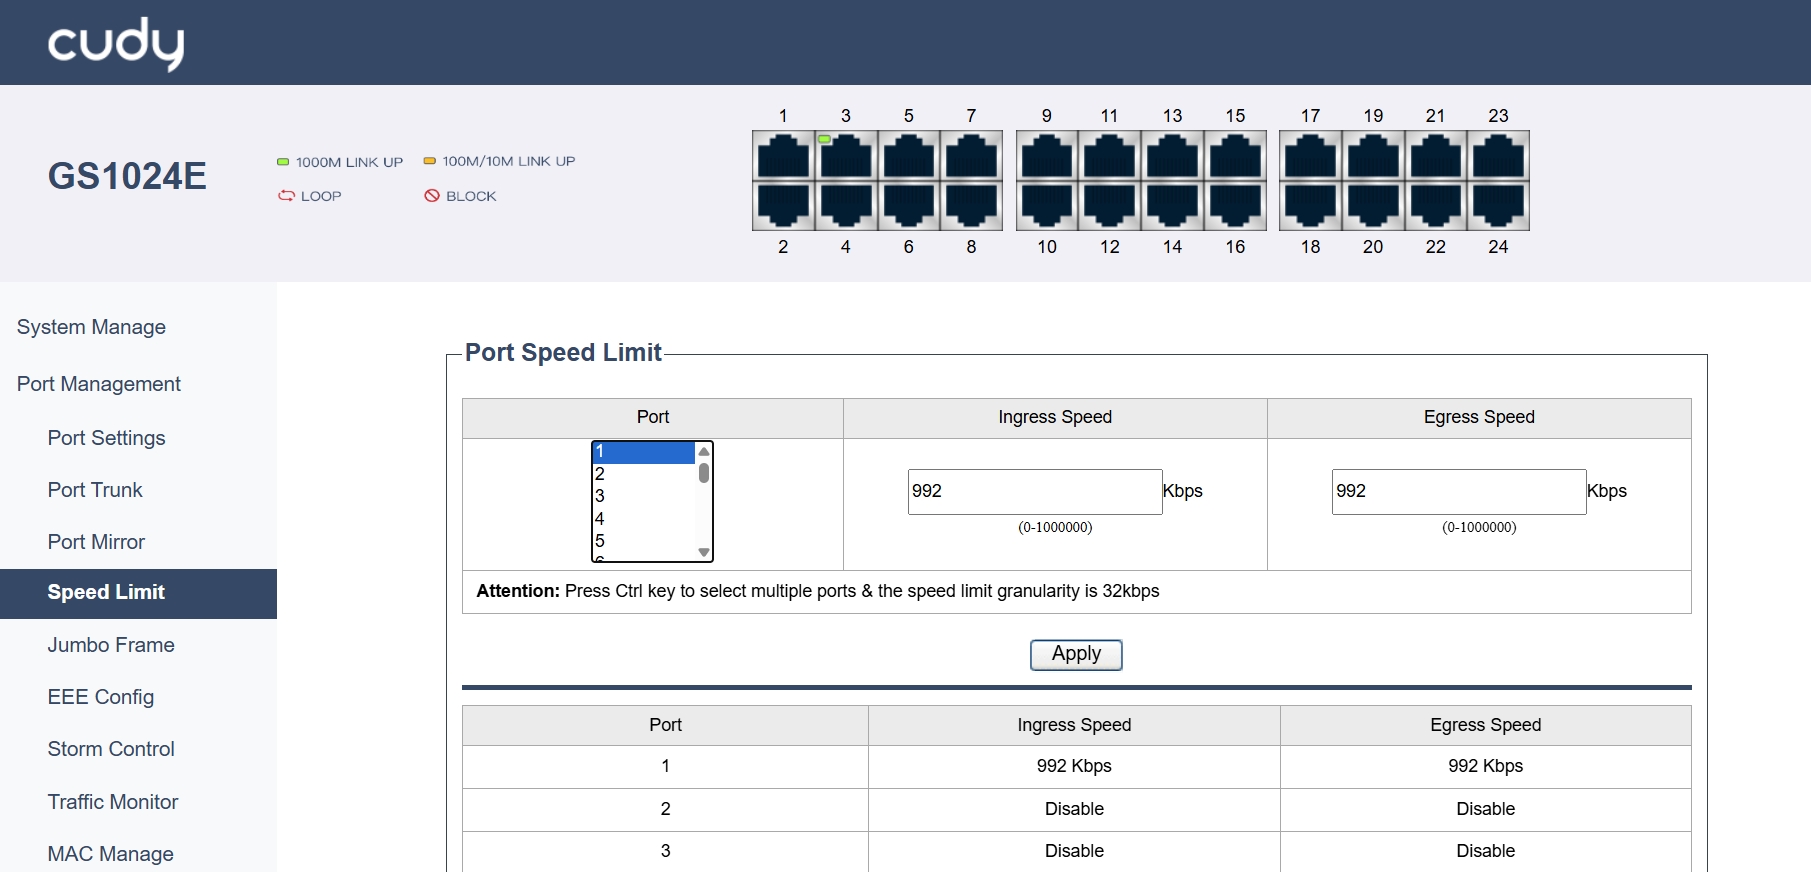 cudy
GS1024E
1000M LINK UP 100M/10M LINK UP
LOOP BLOCK
1 3 5 7 9 11 13 15 17 19 21 23
2 4 6 8 10 12 14 16 18 20 22 24
System Manage
Port Management
Port Settings
Port Trunk
Port Mirror
Speed Limit
Jumbo Frame
EEE Config
Storm Control
Traffic Monitor
MAC Manage
Port Speed Limit
Port Ingress Speed Egress Speed
1
2
3
4
5
992 Kbps
(0-1000000)
992 Kbps
(0-1000000)
Attention: Press Ctrl key to select multiple ports & the speed limit granularity is 32kbps
Apply
Port Ingress Speed Egress Speed
1 992 Kbps 992 Kbps
2 Disable Disable
3 Disable Disable